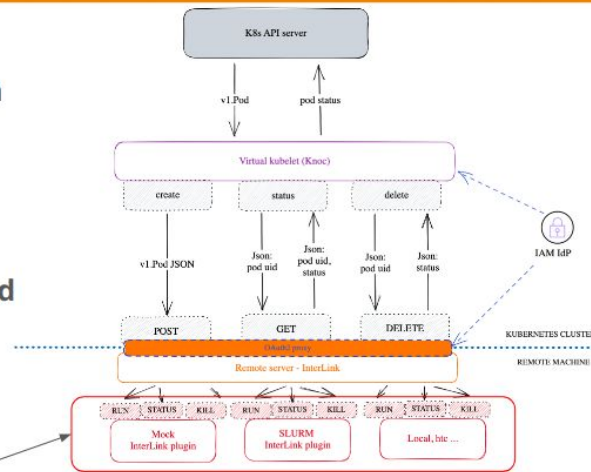 K8s API server
v1.Pod
pod status
Virtual kubelet (Knoc)
create
status
delete
IAM IdP
v1.Pod JSON
Json:
pod uid
Json:
pod uid,
status
Json:
pod uid
Json:
status
POST
GET
DELETE
KUBERNETES CLUSTE
OAuth2 proxy
Remote server - InterLink
REMOTE MACHINE
RUN
STATUS
KILL
RUN
STATUS
KILL
RUN
STATUS
KILL
Mock
InterLink plugin
SLURM
InterLink plugin
Local, htc ...